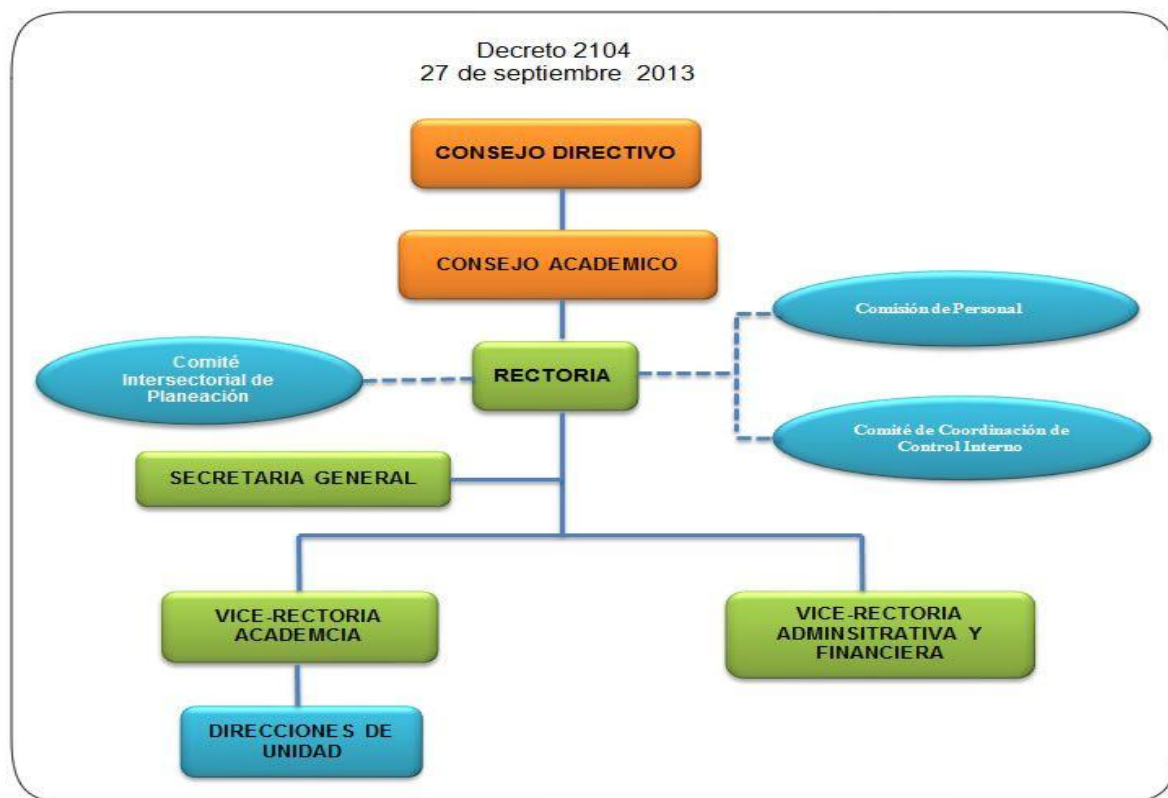 Decreto 2104
27 de septiembre 2013
CONSEJO DIRECTIVO
CONSEJO ACADEMICO
Comisión de Personal
Comité
Intersectorial de
Planeación
RECTORIA
Comité de Coordinación de
Control Interno
SECRETARIA GENERAL
VICE-RECTORIA
ACADEMCIA
VICE-RECTORIA
ADMINSITRATIVA Y
FINANCIERA
DIRECCIONES DE
UNIDAD